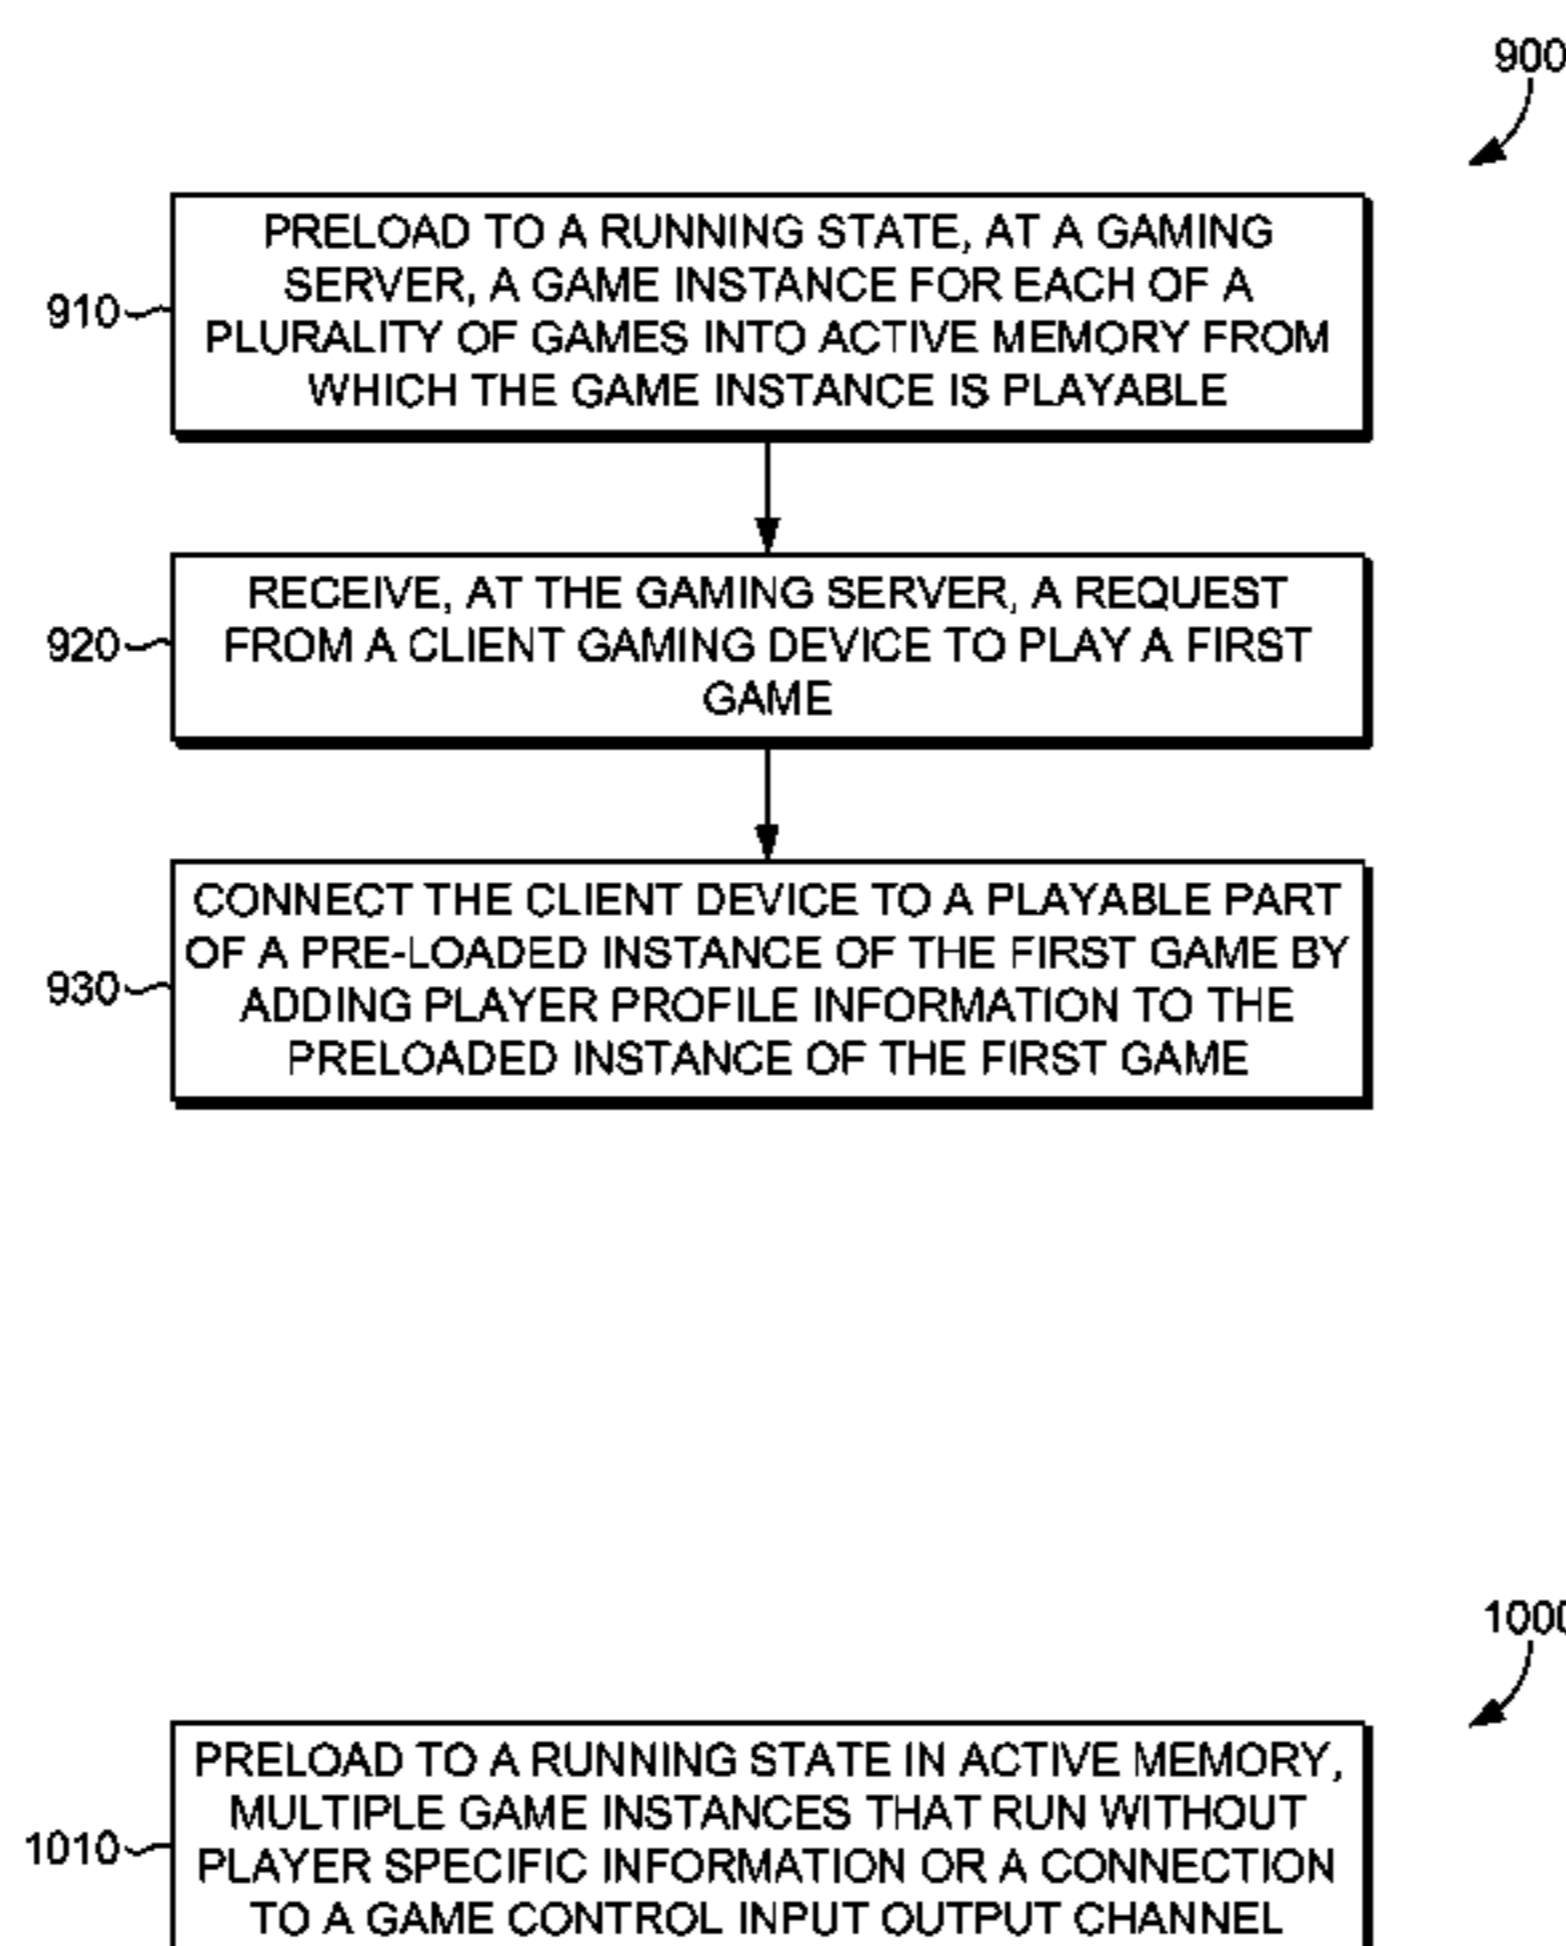 900
PRELOAD TO A RUNNING STATE, AT A GAMING
SERVER, A GAME INSTANCE FOR EACH OF A
910
PLURALITY OF GAMES INTO ACTIVE MEMORY FROM
WHICH THE GAME INSTANCE IS PLAYABLE
RECEIVE, AT THE GAMING SERVER, A REQUEST
920
FROM A CLIENT GAMING DEVICE TO PLAY A FIRST
GAME
CONNECT THE CLIENT DEVICE TO A PLAYABLE PART
OF A PRE-LOADED INSTANCE OF THE FIRST GAME BY
930
ADDING PLAYER PROFILE INFORMATION TO THE
PRELOADED INSTANCE OF THE FIRST GAME
1000
PRELOAD TO A RUNNING STATE IN ACTIVE MEMORY,
MULTIPLE GAME INSTANCES THAT RUN WITHOUT
1010
PLAYER SPECIFIC INFORMATION OR A CONNECTION
TO A GAME CONTROL INPUT OUTPUT CHANNEL